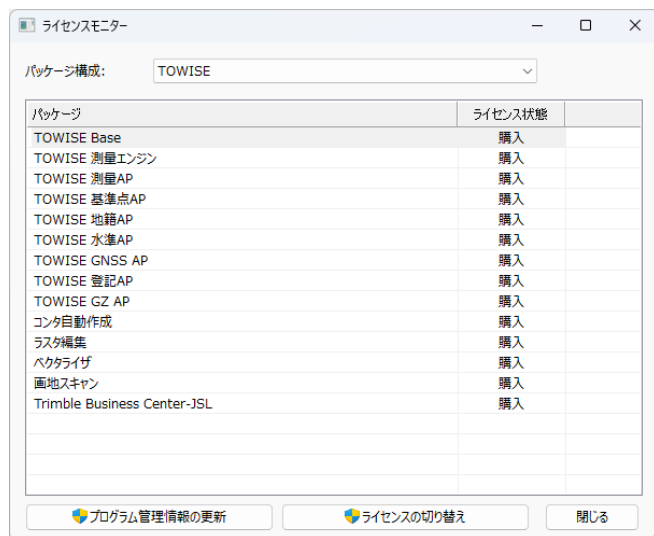 ライセンスモニター
パッケージ構成: TOWISE
パッケージ ライセンス状態
TOWISE Base 購入
TOWISE 測量エンジン 購入
TOWISE 測量AP 購入
TOWISE 基準点AP 購入
TOWISE 地籍AP 購入
TOWISE 水準AP 購入
TOWISE GNSS AP 購入
TOWISE 登記AP 購入
TOWISE GZ AP 購入
コンタ自動作成 購入
ラスタ編集 購入
ベクタライザ 購入
画地スキャン 購入
Trimble Business Center-JSL 購入
プログラム管理情報の更新 ライセンスの切り替え 閉じる